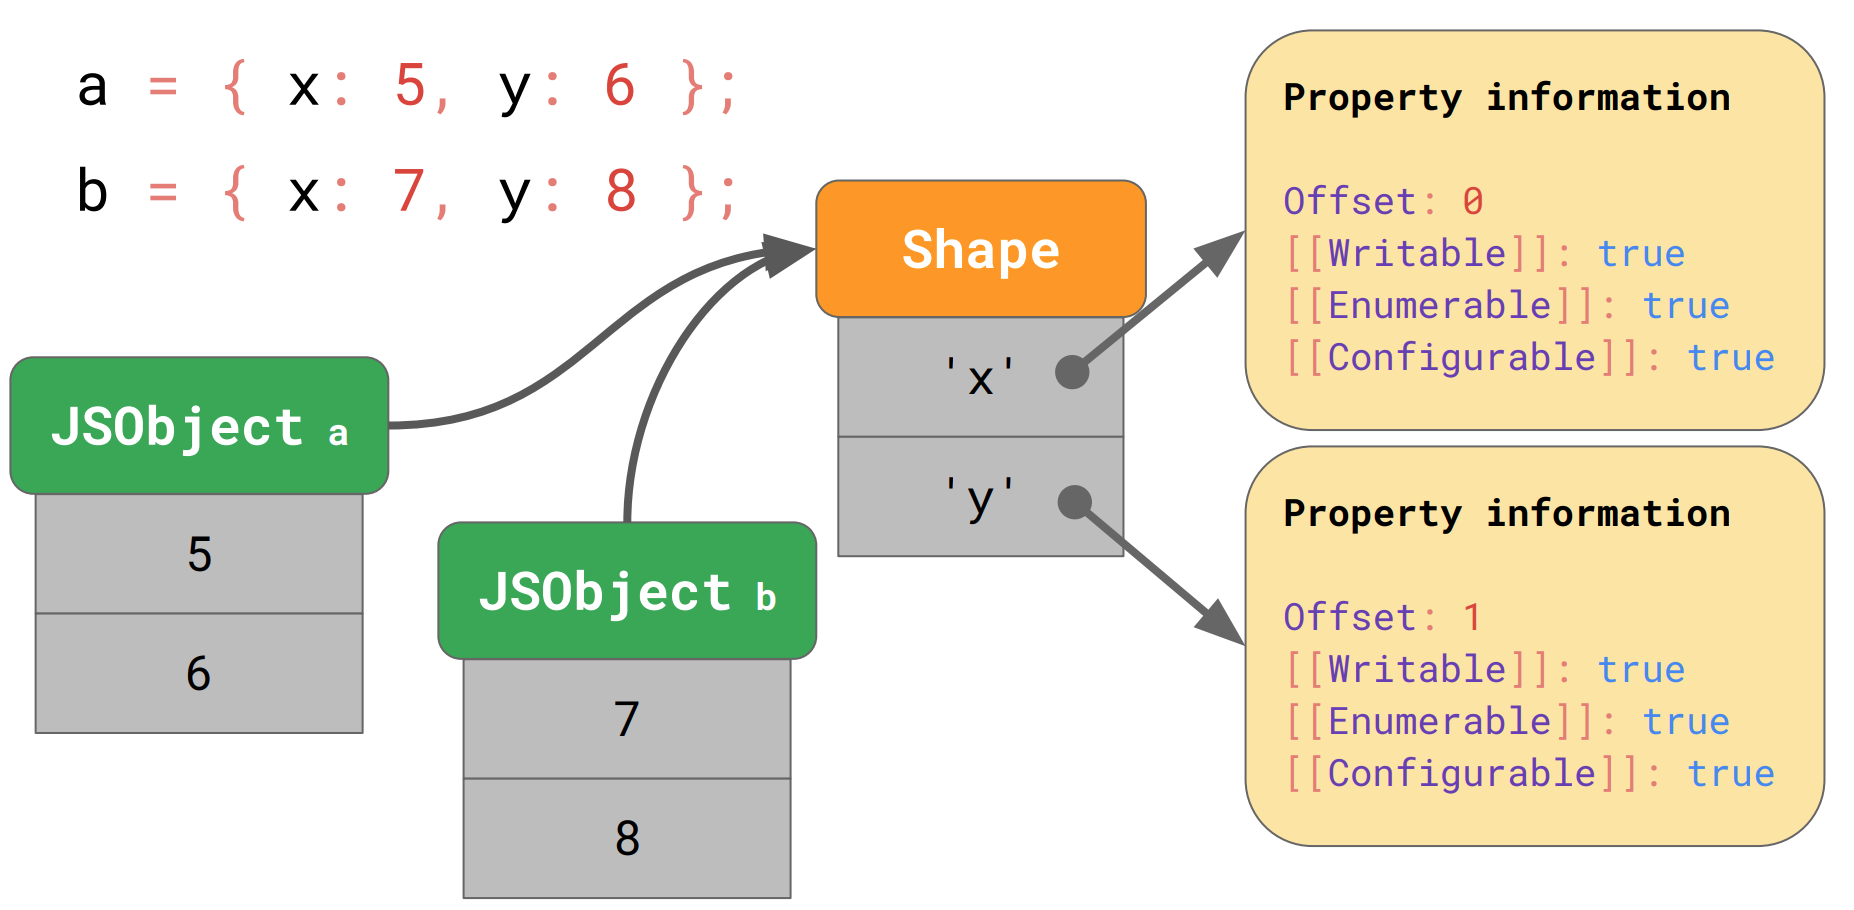 a = { x: 5, y: 6 };
b = { x: 7, y: 8 };
JSObject a
5
6
JSObject b
7
8
Shape
'x'
'y'
Property information
Offset: 0
[[Writable]]: true
[[Enumerable]]: true
[[Configurable]]: true
Property information
Offset: 1
[[Writable]]: true
[[Enumerable]]: true
[[Configurable]]: true